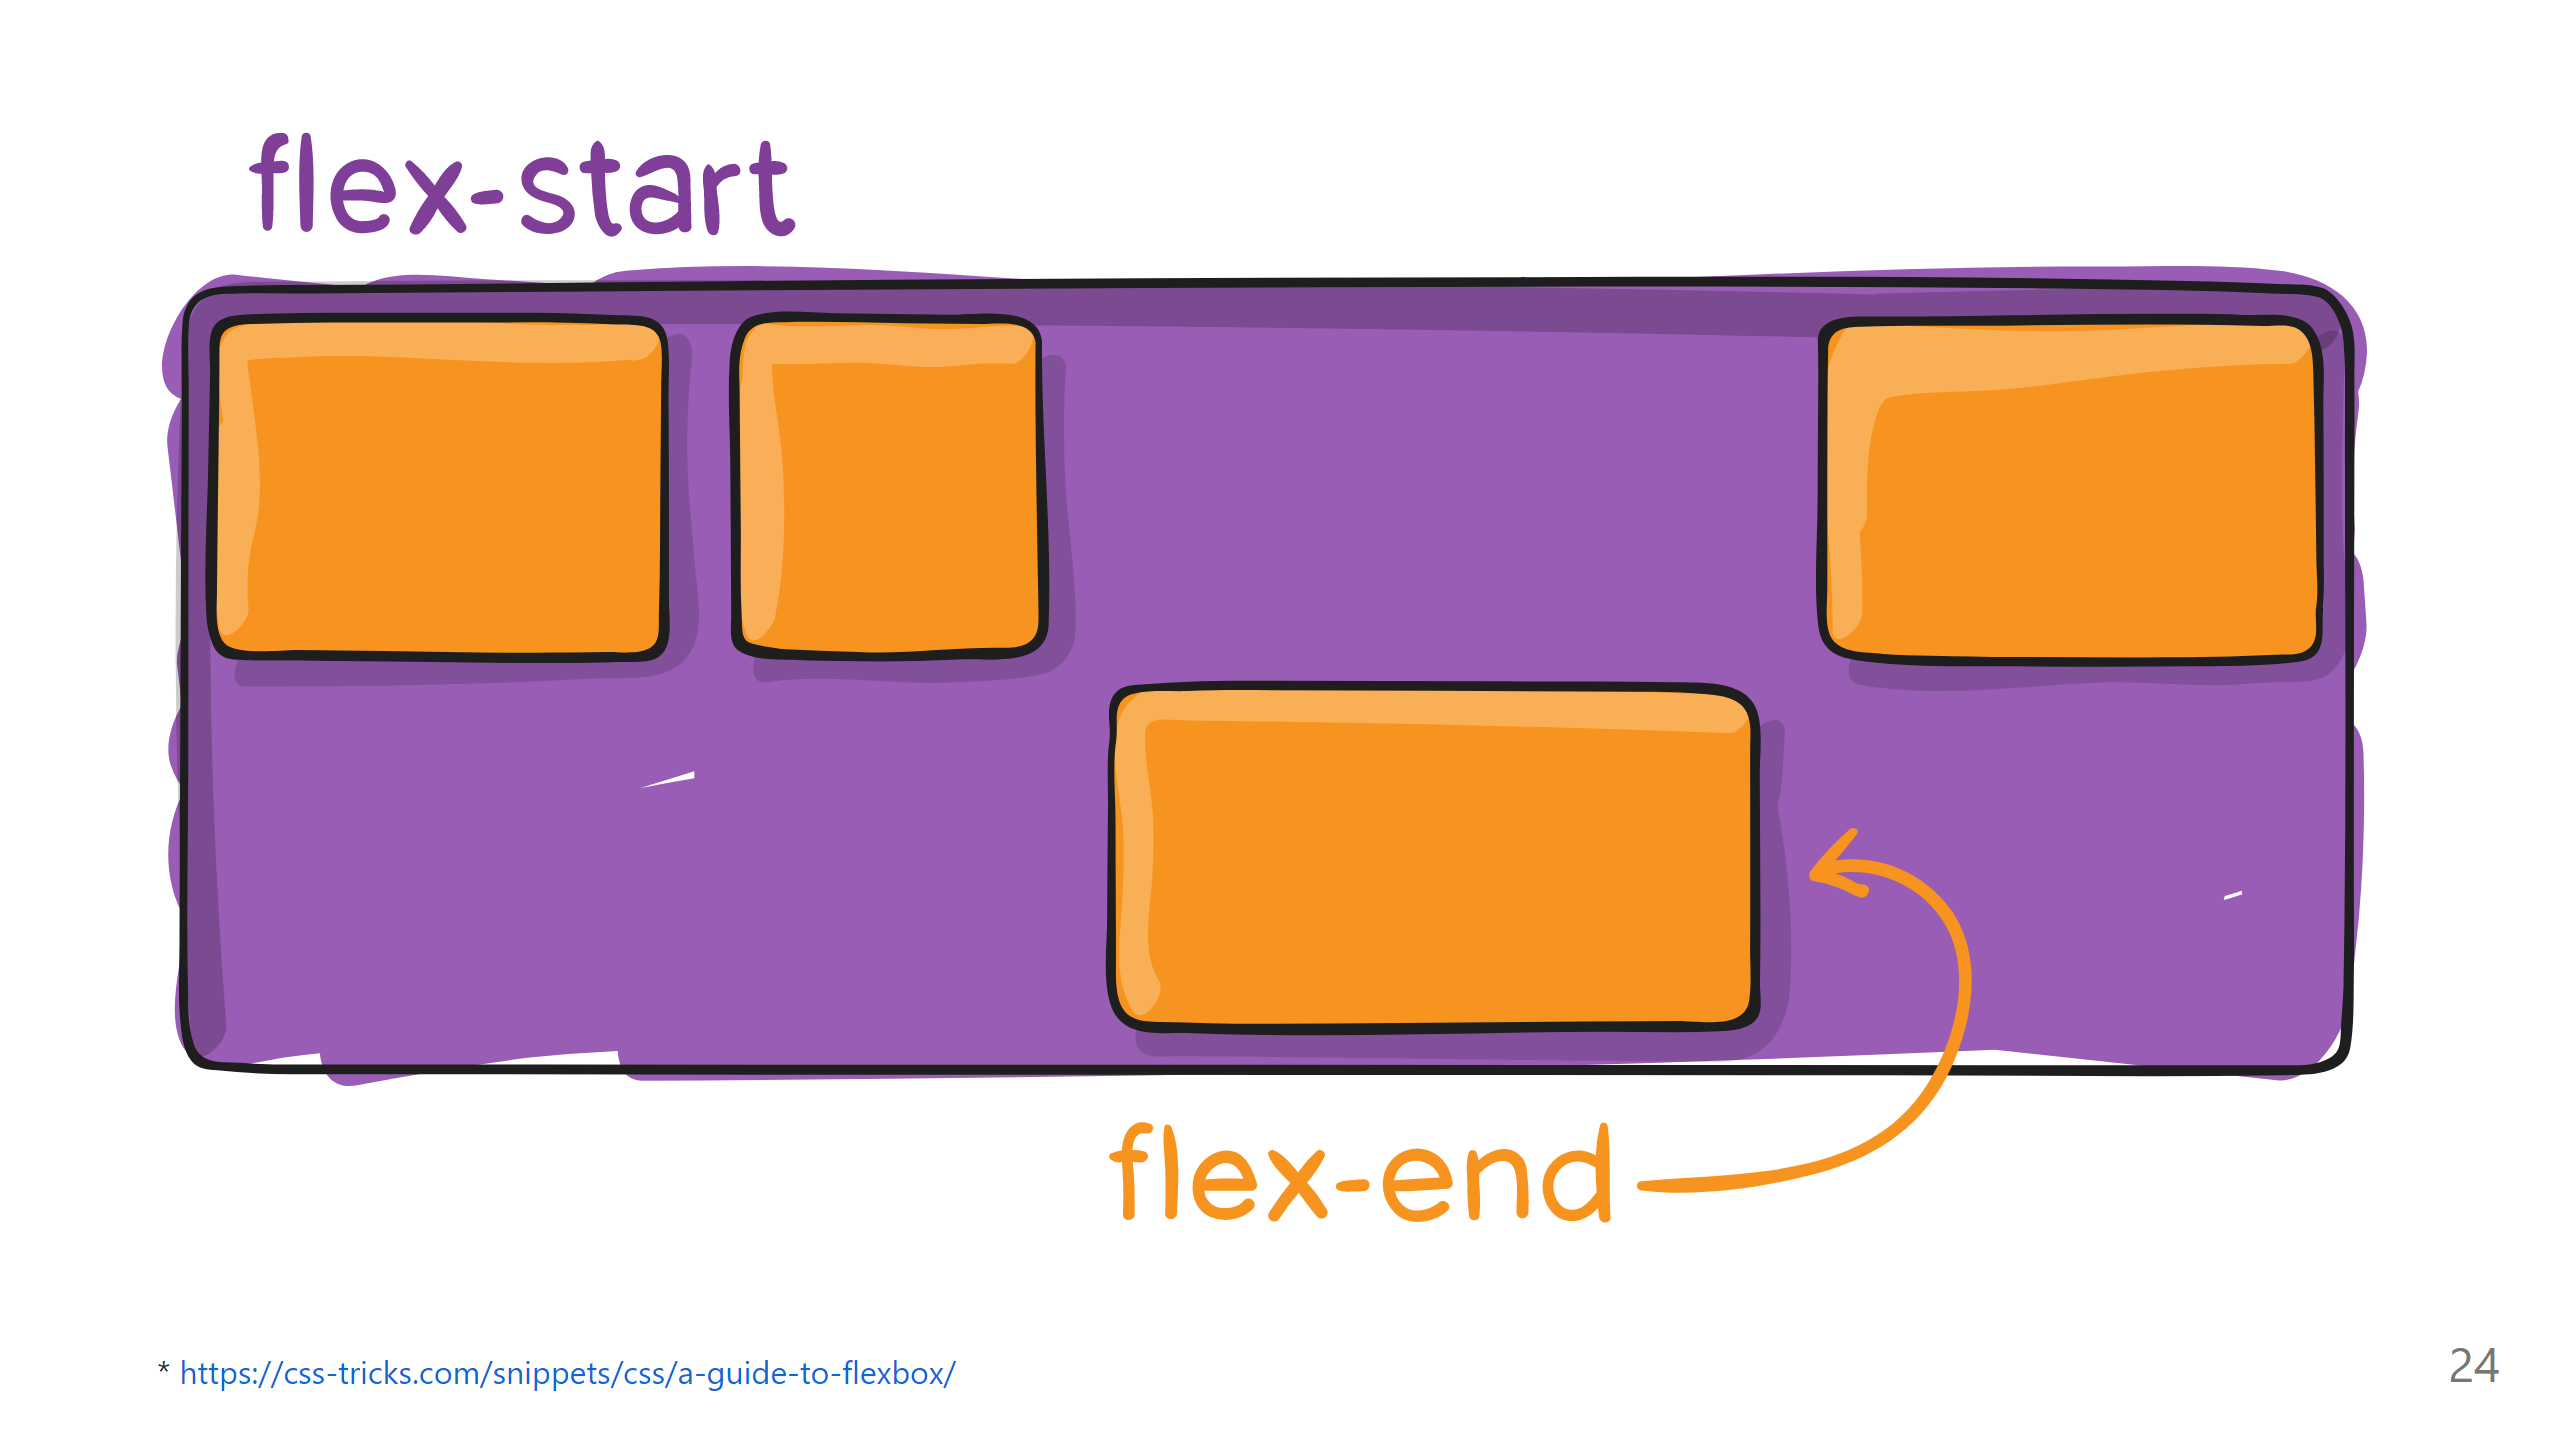 flex-start
flex-end
* https://css-tricks.com/snippets/css/a-guide-to-flexbox/
24